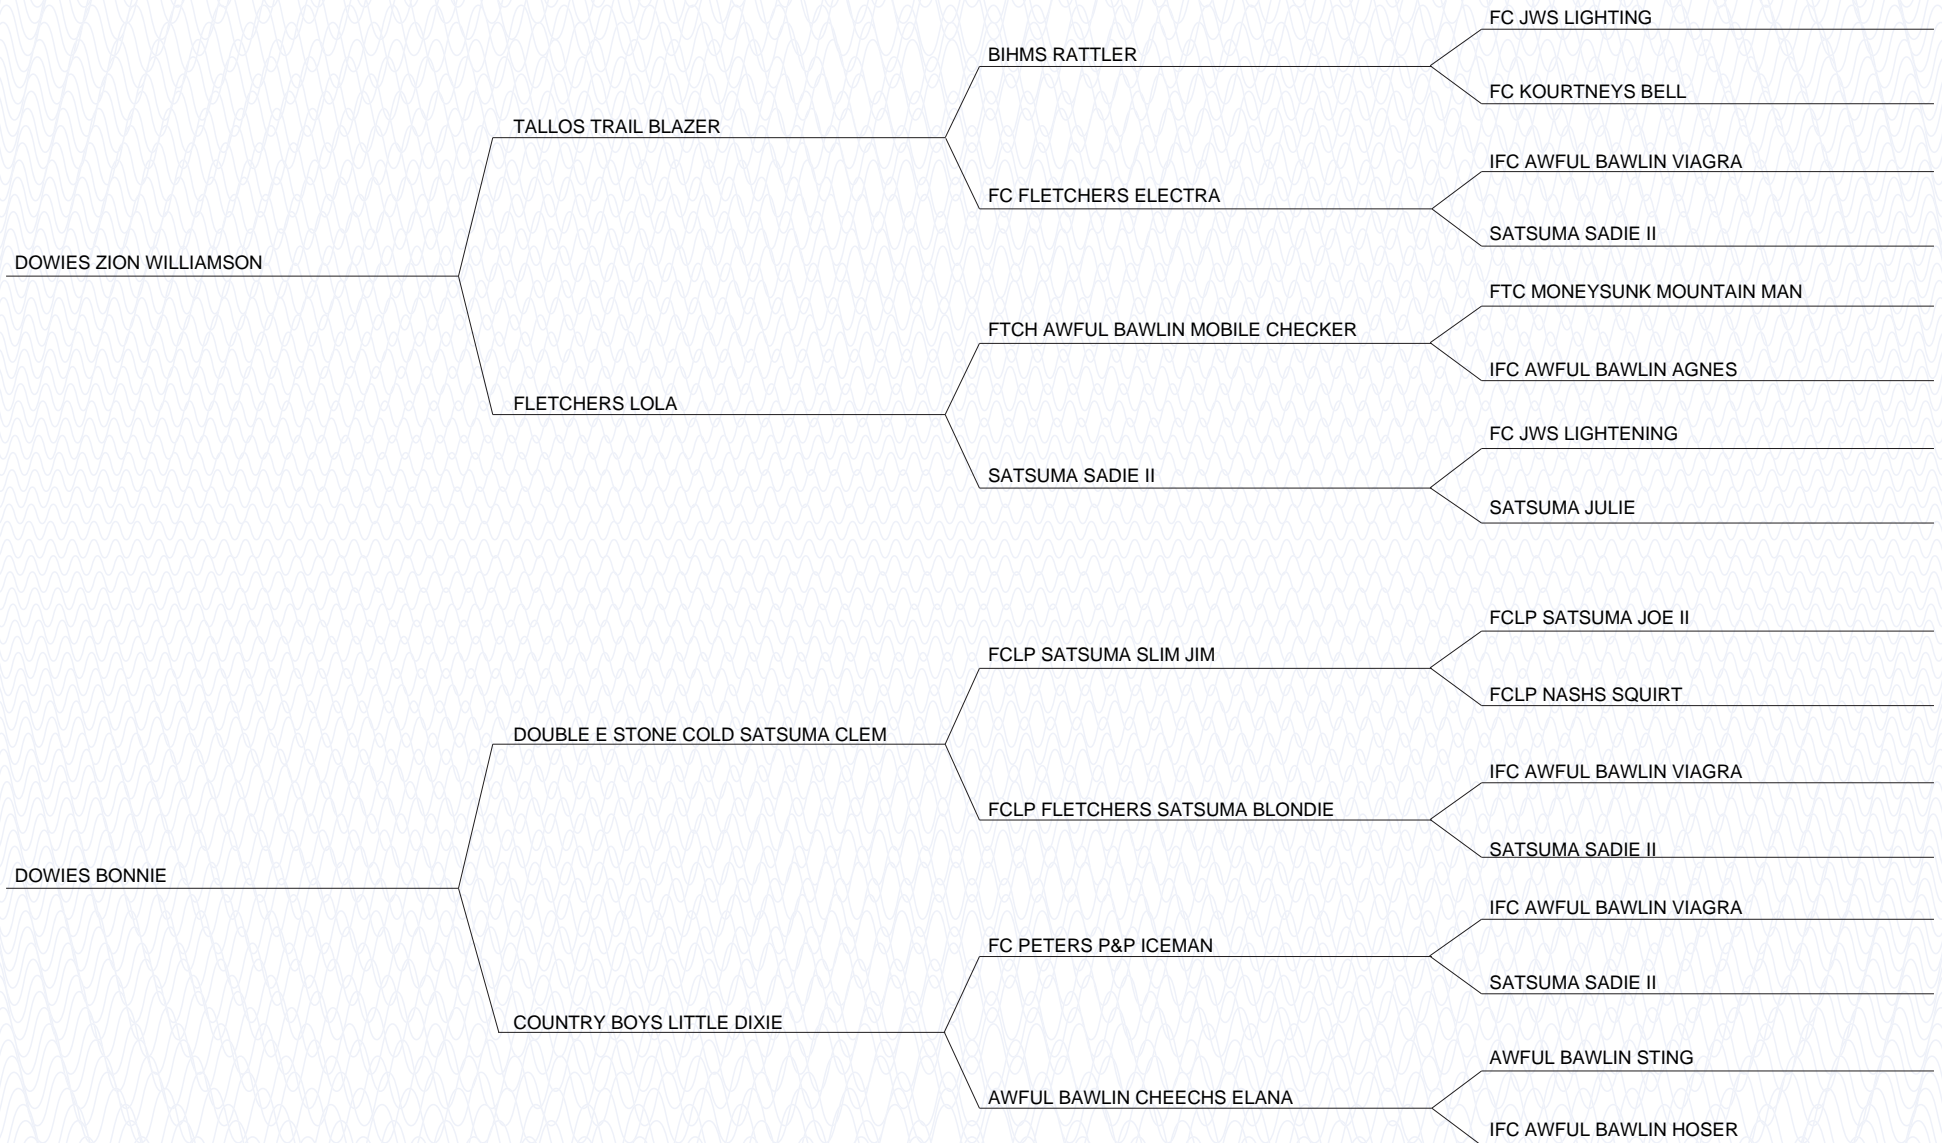 FC JWS LIGHTING
BIHMS RATTLER
FC KOURTNEYS BELL
TALLOS TRAIL BLAZER
IFC AWFUL BAWLIN VIAGRA
FC FLETCHERS ELECTRA
SATSUMA SADIE II
DOWIES ZION WILLIAMSON
FTC MONEYSUNK MOUNTAIN MAN
FTCH AWFUL BAWLIN MOBILE CHECKER
IFC AWFUL BAWLIN AGNES
FLETCHERS LOLA
FC JWS LIGHTENING
SATSUMA SADIE II
SATSUMA JULIE
FCLP SATSUMA JOE II
FCLP SATSUMA SLIM JIM
FCLP NASHS SQUIRT
DOUBLE E STONE COLD SATSUMA CLEM
IFC AWFUL BAWLIN VIAGRA
FCLP FLETCHERS SATSUMA BLONDIE
SATSUMA SADIE II
DOWIES BONNIE
IFC AWFUL BAWLIN VIAGRA
FC PETERS P&P ICEMAN
SATSUMA SADIE II
COUNTRY BOYS LITTLE DIXIE
AWFUL BAWLIN STING
AWFUL BAWLIN CHEECHS ELANA
IFC AWFUL BAWLIN HOSER